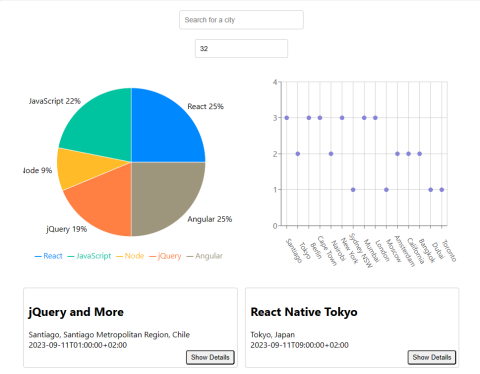 Search for a city
32
JavaScript 22%
React 25%
Node 9%
jQuery 19%
Angular 25%
React JavaScript Node jQuery Angular
4
3
2
1
0
Santiago
Tokyo
Berlin
Cape Town
Nairobi
New York
Sydney NSW
Mumbai
London
Moscow
Amsterdam
Cairo
Bangkok
Dubai
Toronto
jQuery and More
Santiago, Santiago Metropolitan Region, Chile
2023-09-11T01:00:00+02:00
Show Details
React Native Tokyo
Tokyo, Japan
2023-09-11T09:00:00+02:00
Show Details